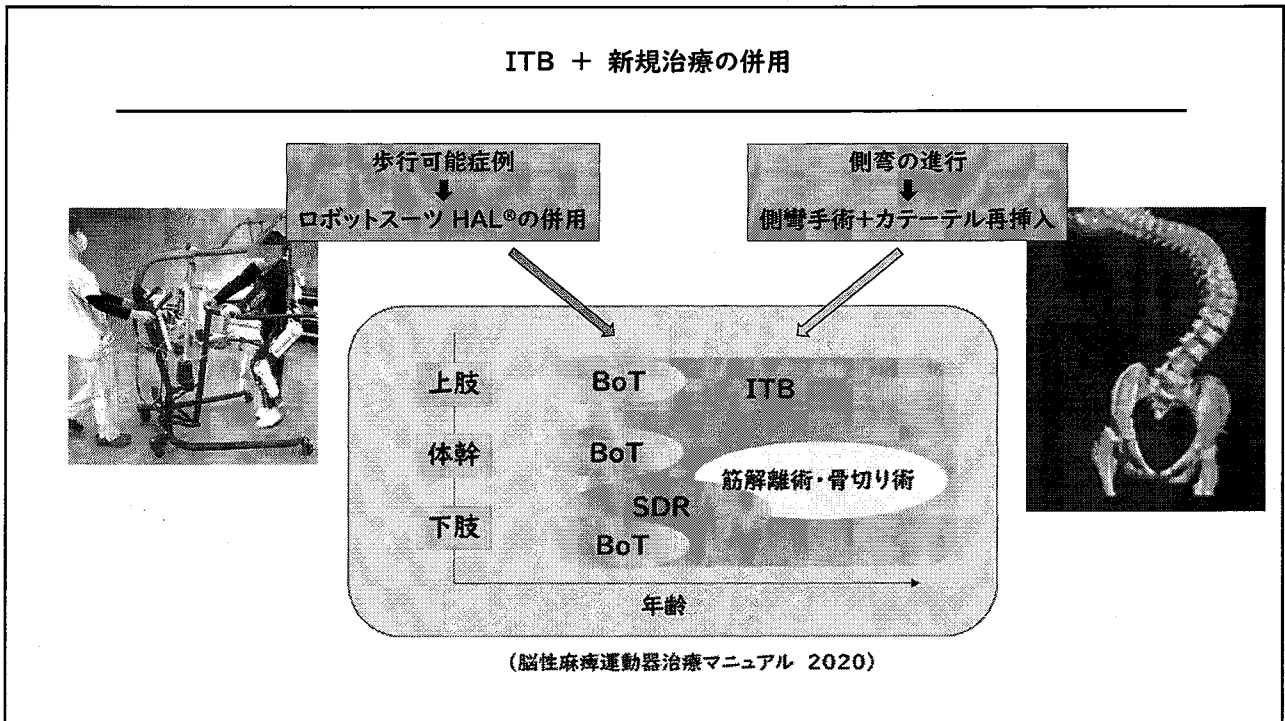 ITB + 新規治療の併用
歩行可能症例
ロボットスーツ HAL®の併用
側弯の進行
側彎手術+カテーテル再挿入
上肢
BoT
ITB
体幹
BoT
筋解離術・骨切り術
SDR
下肢
BoT
年齢
(脳性麻痺運動器治療マニュアル 2020)